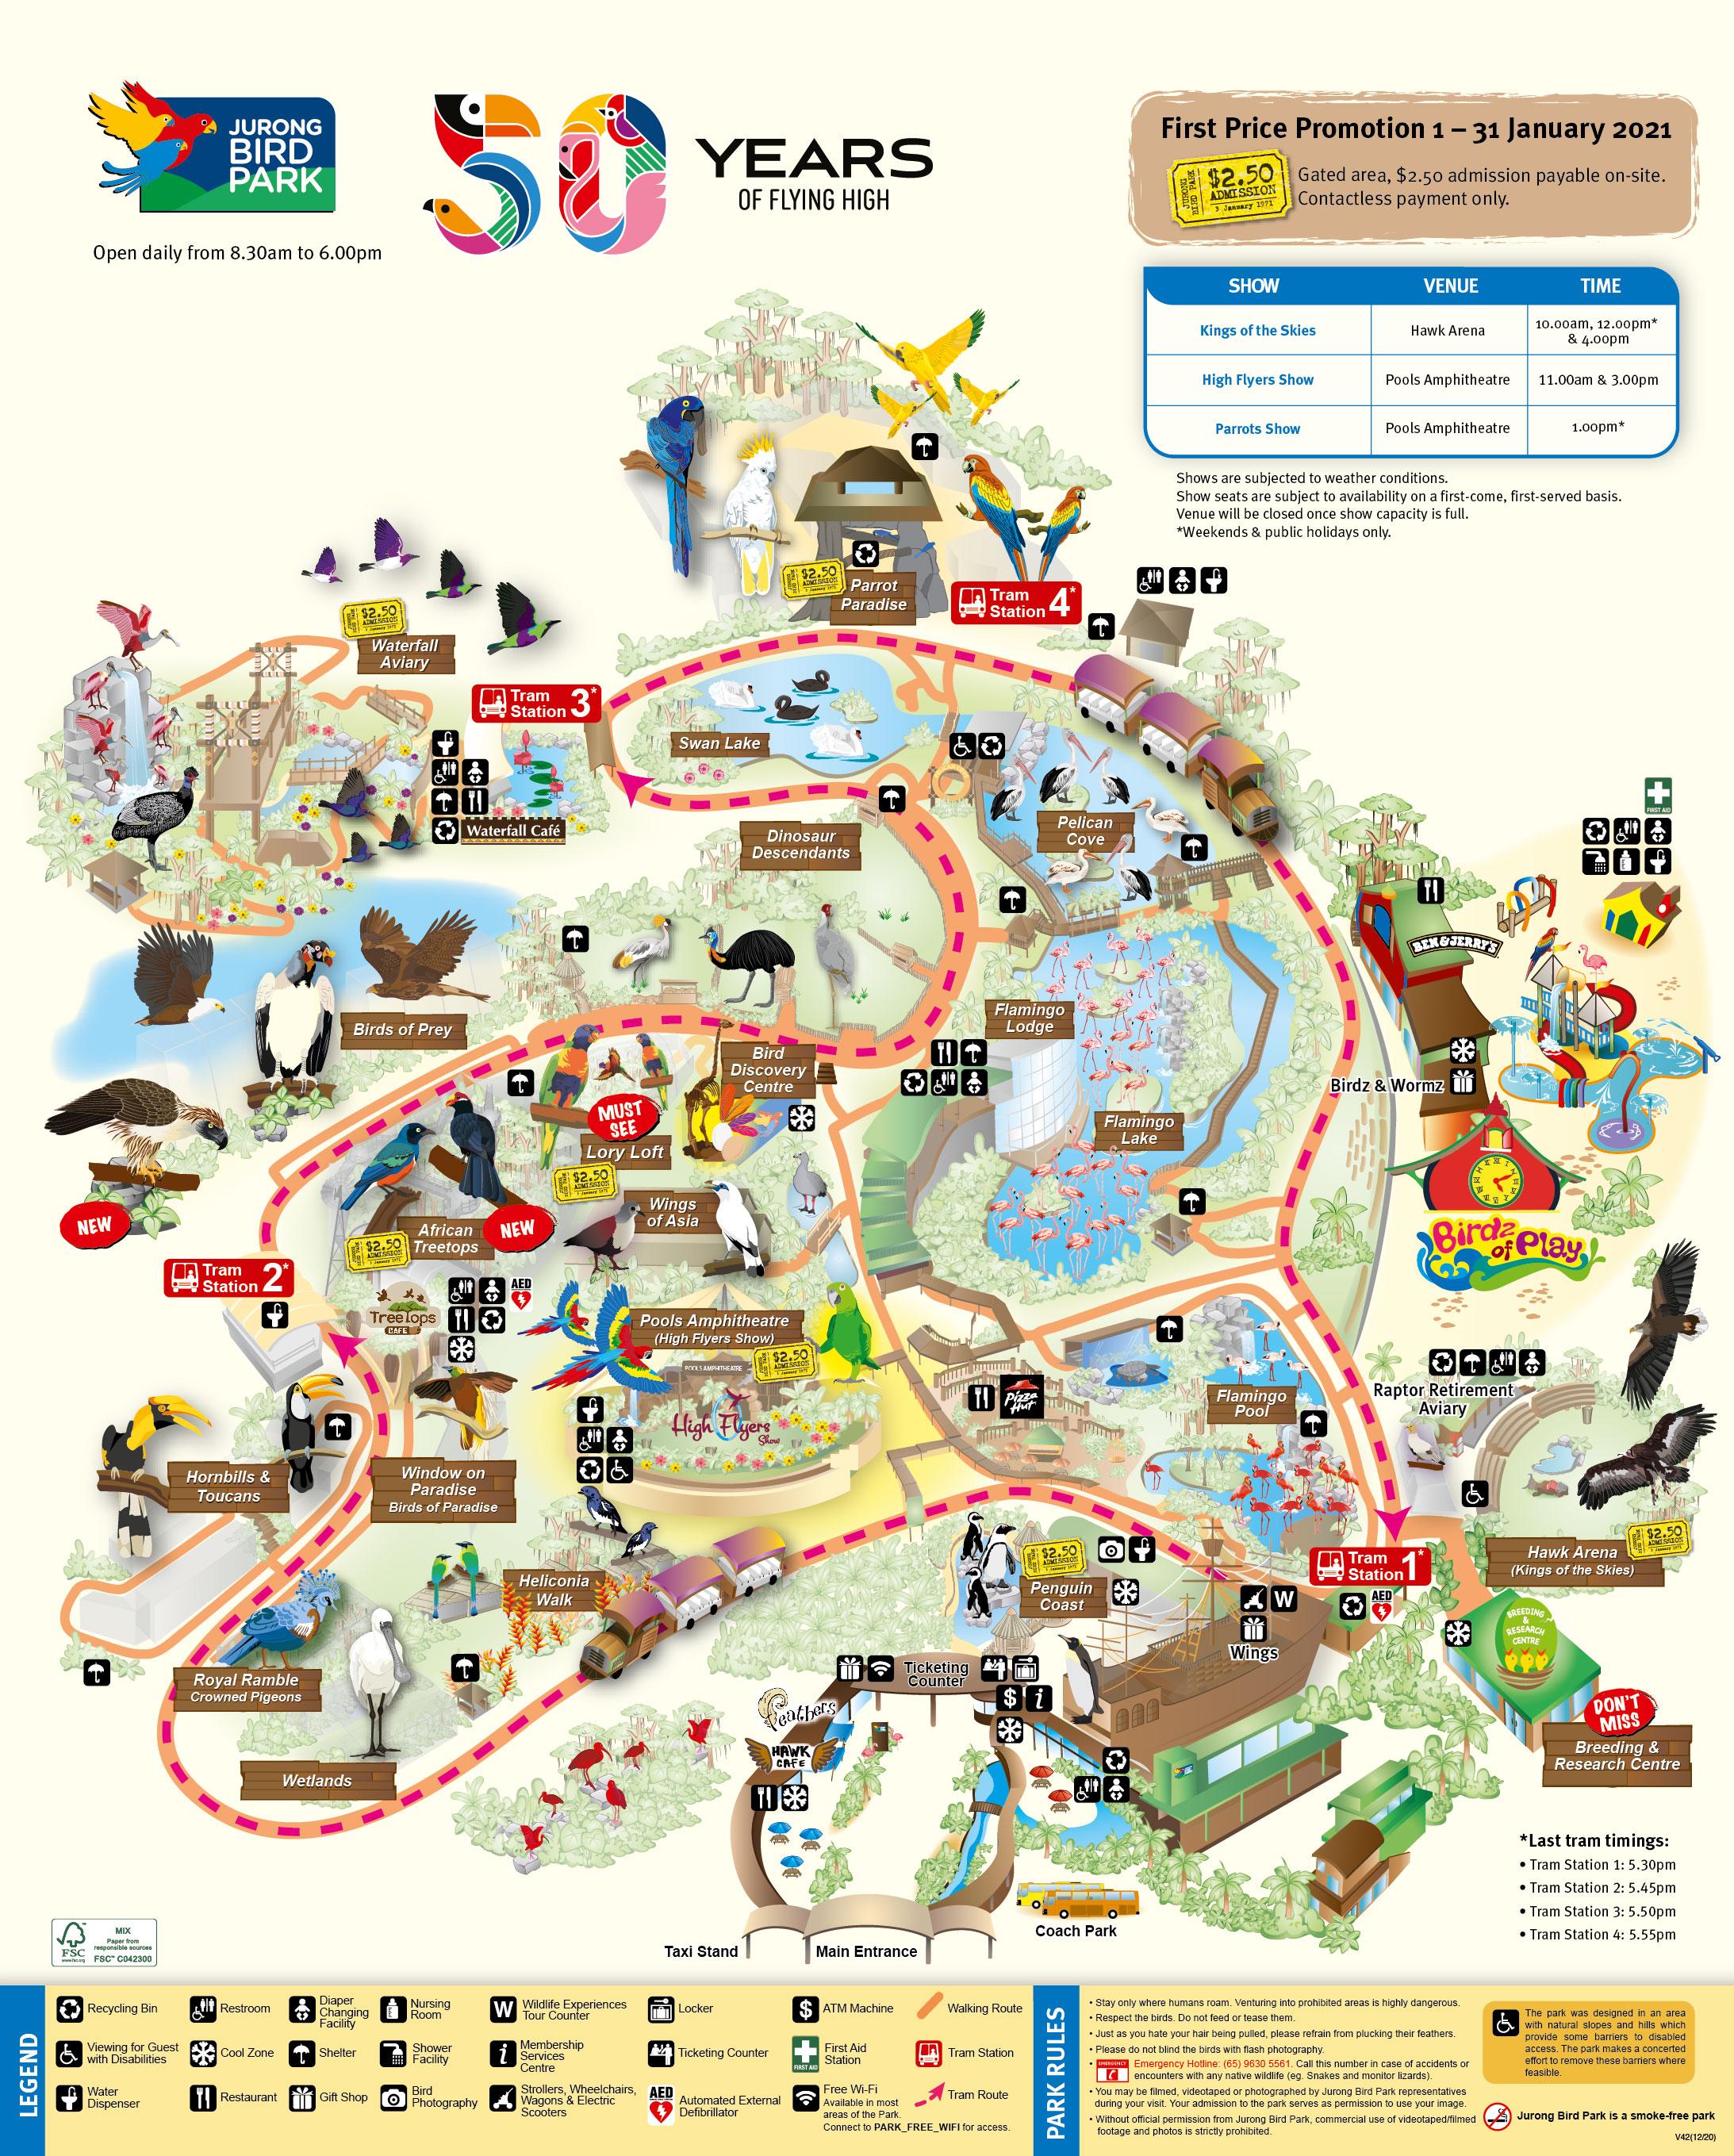 JURONG
BIRD
PARK
Open daily from 8.30am to 6.00pm
50
YEARS
OF FLYING HIGH
First Price Promotion 1 – 31 January 2021
JURONG
BIRD PARK
$2.50
ADMISSION
3 January 1971
Gated area, $2.50 admission payable on-site.
Contactless payment only.
SHOW VENUE TIME
Kings of the Skies Hawk Arena 10.00am, 12.00pm*
& 4.00pm
High Flyers Show Pools Amphitheatre 11.00am & 3.00pm
Parrots Show Pools Amphitheatre 1.00pm*
Shows are subjected to weather conditions.
Show seats are subject to availability on a first-come, first-served basis.
Venue will be closed once show capacity is full.
*Weekends & public holidays only.
$2.50
ADMISSION
Parrot
Paradise
Tram
Station 4*
$2.50
ADMISSION
Waterfall
Aviary
Tram
Station 3*
Swan Lake
Waterfall Café
Dinosaur
Descendants
Pelican
Cove
FIRST AID
BEN & JERRY'S
Birds of Prey
Flamingo
Lodge
Bird
Discovery
Centre
MUST
SEE
Lory Loft
$2.50
ADMISSION
Birdz & Wormz
Flamingo
Lake
NEW
Wings
of Asia
African
Treetops
NEW
$2.50
ADMISSION
Birdz
of Play
Tram
Station 2*
TreeTops
CAFE
AED
Pools Amphitheatre
(High Flyers Show)
$2.50
ADMISSION
POOLS AMPHITHEATRE
High Flyers
Show
Pizza
Hut
Flamingo
Pool
Raptor Retirement
Aviary
Hornbills &
Toucans
Window on
Paradise
Birds of Paradise
Heliconia
Walk
$2.50
ADMISSION
Penguin
Coast
Tram
Station 1*
AED
Hawk Arena
(Kings of the Skies)
$2.50
ADMISSION
W
Wings
BREEDING
&
RESEARCH
CENTRE
DON'T
MISS
Breeding &
Research Centre
Royal Ramble
Crowned Pigeons
Wetlands
Ticketing
Counter
$ i
Feathers
HAWK
CAFE
*Last tram timings:
• Tram Station 1: 5.30pm
• Tram Station 2: 5.45pm
• Tram Station 3: 5.50pm
• Tram Station 4: 5.55pm
Coach Park
Taxi Stand
Main Entrance
FSC
www.fsc.org
MIX
Paper from
responsible sources
FSC™ C042300
LEGEND
Recycling Bin
Restroom
Diaper
Changing
Facility
Nursing
Room
W
Wildlife Experiences
Tour Counter
Locker
$
ATM Machine
Walking Route
Viewing for Guest
with Disabilities
Cool Zone
Shelter
Shower
Facility
i
Membership
Services
Centre
Ticketing Counter
FIRST AID
First Aid
Station
Tram Station
Water
Dispenser
Restaurant
Gift Shop
Bird
Photography
Strollers, Wheelchairs,
Wagons & Electric
Scooters
AED
Automated External
Defibrillator
Free Wi-Fi
Available in most
areas of the Park.
Connect to PARK_FREE_WIFI for access.
Tram Route
PARK RULES
• Stay only where humans roam. Venturing into prohibited areas is highly dangerous.
• Respect the birds. Do not feed or tease them.
• Just as you hate your hair being pulled, please refrain from plucking their feathers.
• Please do not blind the birds with flash photography.
• EMERGENCY Emergency Hotline: (65) 9630 5561. Call this number in case of accidents or
encounters with any native wildlife (eg. Snakes and monitor lizards).
• You may be filmed, videotaped or photographed by Jurong Bird Park representatives
during your visit. Your admission to the park serves as permission to use your image.
• Without official permission from Jurong Bird Park, commercial use of videotaped/filmed
footage and photos is strictly prohibited.
The park was designed in an area
with natural slopes and hills which
provide some barriers to disabled
access. The park makes a concerted
effort to remove these barriers where
feasible.
Jurong Bird Park is a smoke-free park
V42(12/20)